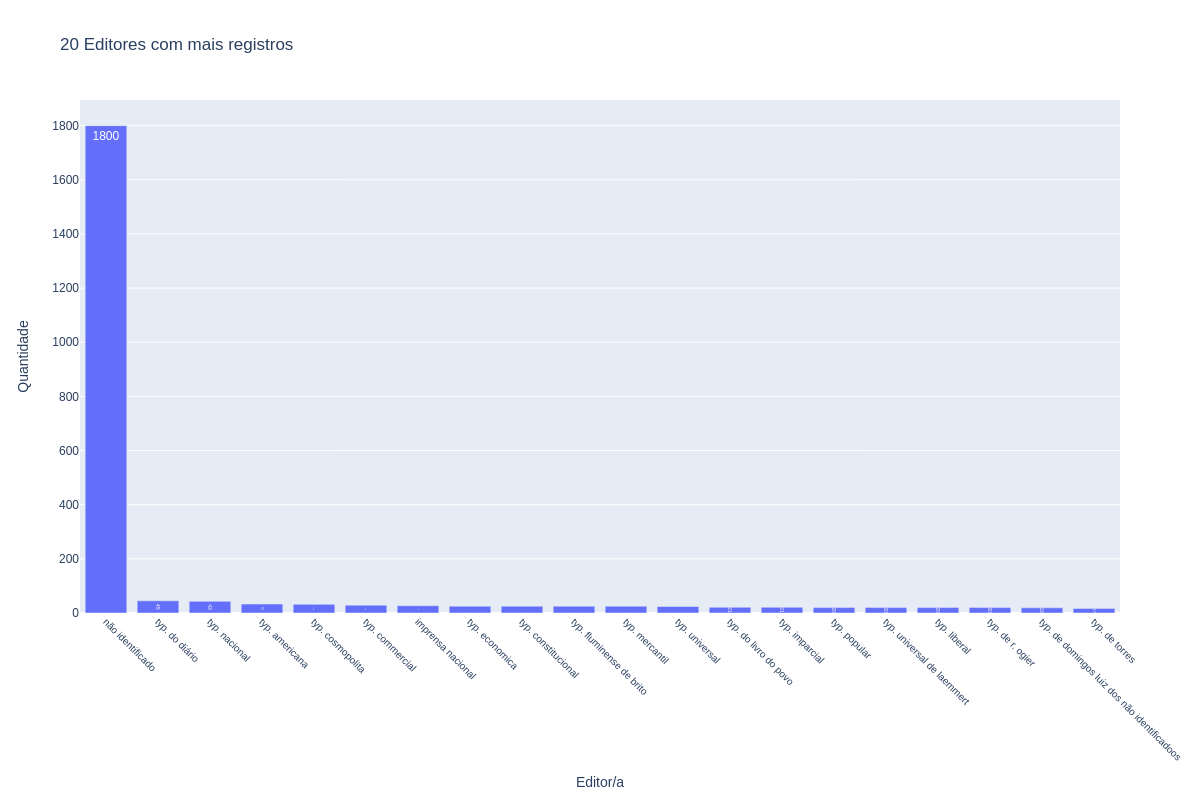 20 Editores com mais registros
Quantidade
1800
1600
1400
1200
1000
800
600
400
200
0
1800
não identificado
typ. do diário
typ. nacional
typ. americana
typ. cosmopolita
typ. commercial
imprensa nacional
typ. economica
typ. constitucional
typ. fluminense de brito
typ. mercantil
typ. universal
typ. do livro do povo
typ. imparcial
typ. popular
typ. universal de laemmert
typ. liberal
typ. de r. ogier
typ. de domingos luiz dos não identificadoos
typ. de torres
Editor/a